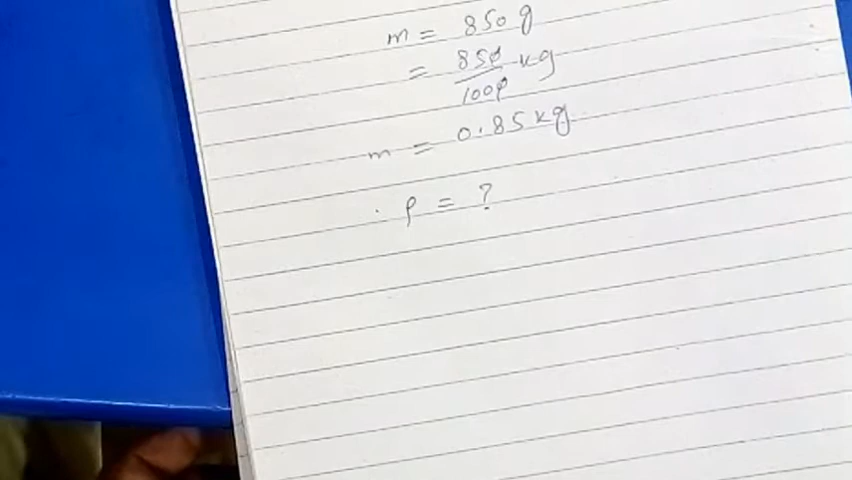 m = 850 g
= 850/1000 kg
m = 0.85 kg
ρ = ?